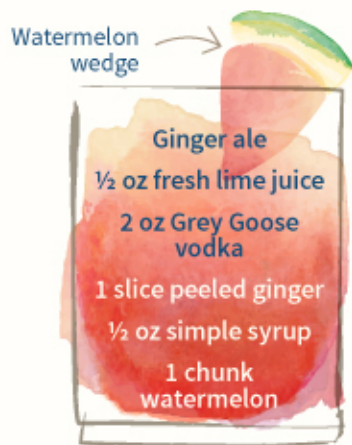 Watermelon
wedge
Ginger ale
½ oz fresh lime juice
2 oz Grey Goose
vodka
1 slice peeled ginger
½ oz simple syrup
1 chunk
watermelon